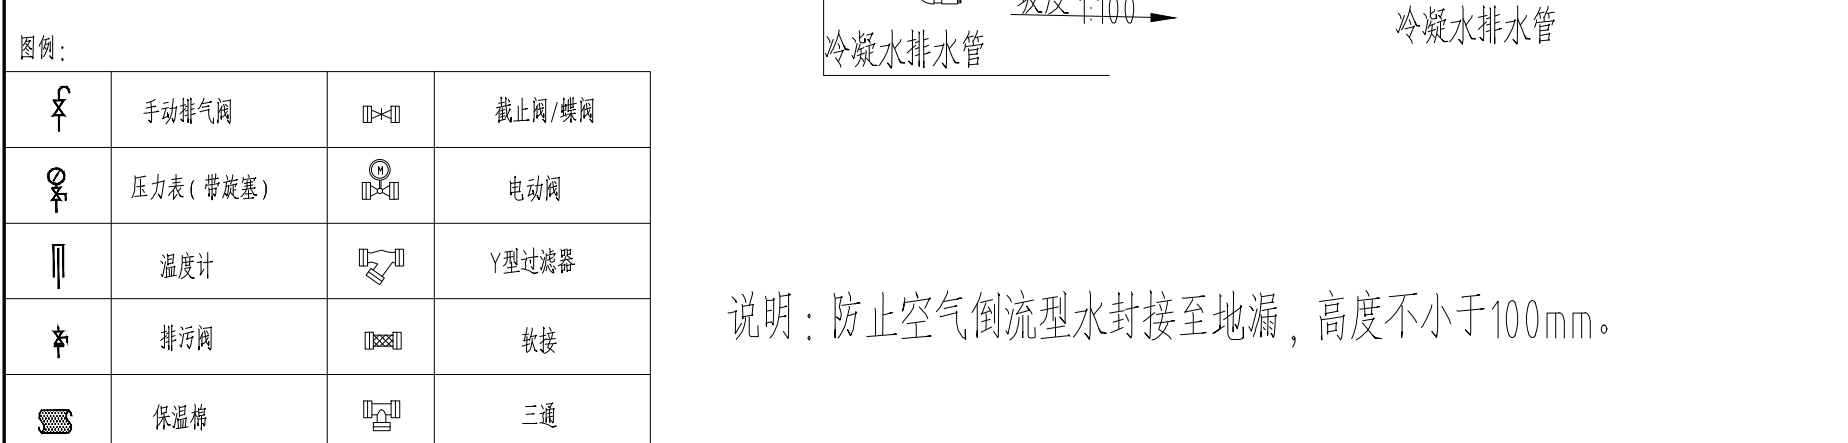 坡度 1:100
冷凝水排水管
冷凝水排水管
图例:
手动排气阀
截止阀/蝶阀
压力表(带旋塞)
M
电动阀
温度计
Y型过滤器
排污阀
软接
保温棉
三通
说明:防止空气倒流型水封接至地漏,高度不小于100mm。